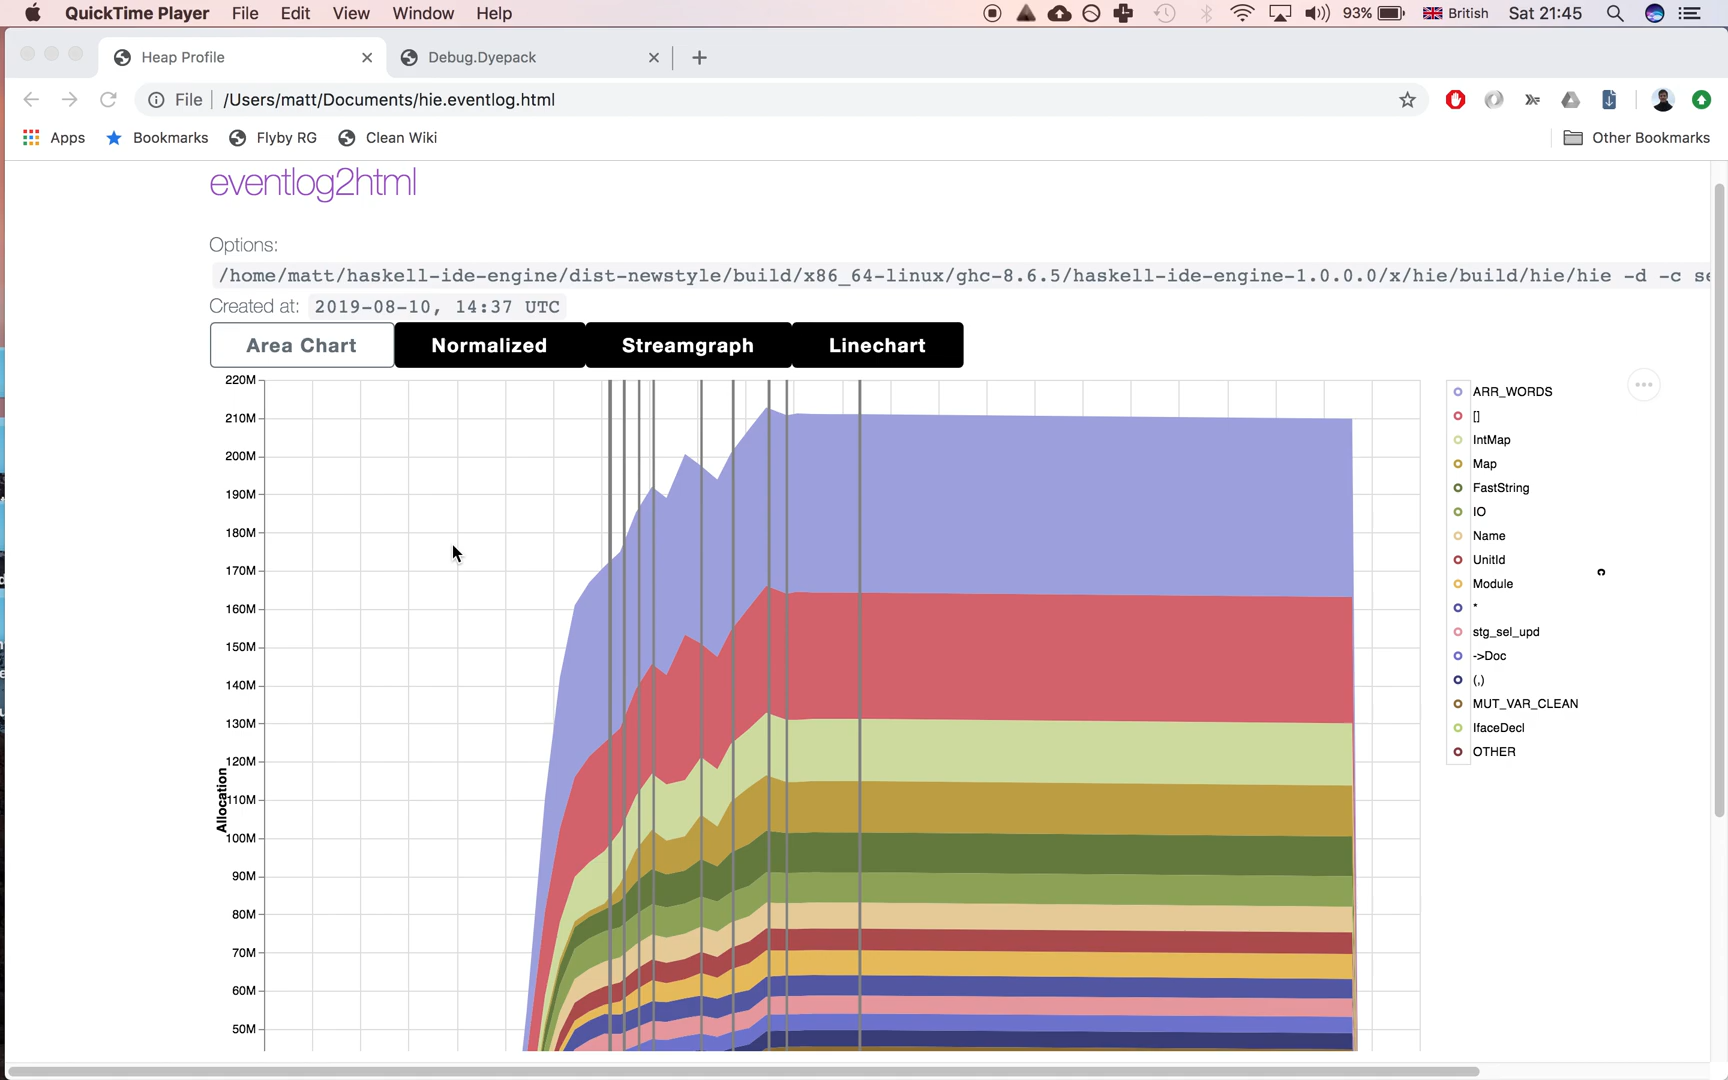 QuickTime Player File Edit View Window Help 93% British Sat 21:45
Heap Profile Debug.Dyepack
File /Users/matt/Documents/hie.eventlog.html
Apps Bookmarks Flyby RG Clean Wiki Other Bookmarks
eventlog2html
Options:
/home/matt/haskell-ide-engine/dist-newstyle/build/x86_64-linux/ghc-8.6.5/haskell-ide-engine-1.0.0.0/x/hie/build/hie/hie -d -c se
Created at: 2019-08-10, 14:37 UTC
Area Chart Normalized Streamgraph Linechart
220M
210M
200M
190M
180M
170M
160M
150M
140M
130M
120M
110M
100M
90M
80M
70M
60M
50M
Allocation
ARR_WORDS
[]
IntMap
Map
FastString
IO
Name
UnitId
Module
*
stg_sel_upd
->Doc
(,)
MUT_VAR_CLEAN
IfaceDecl
OTHER
c